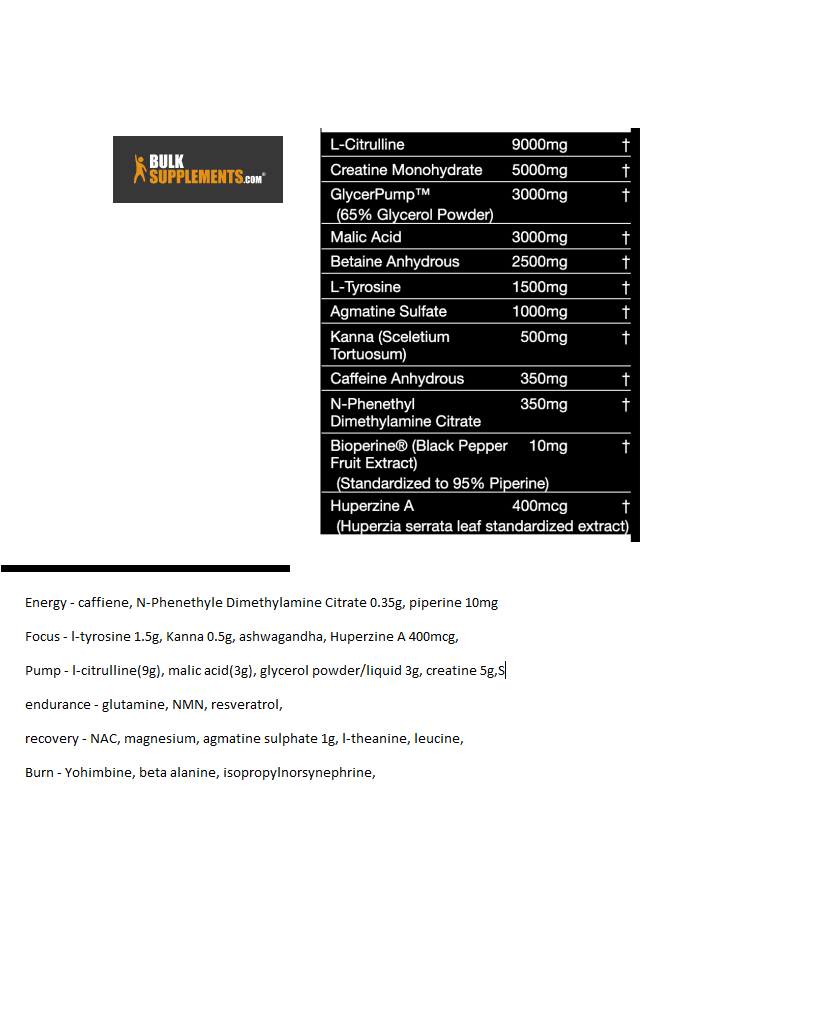 BULK
SUPPLEMENTS.COM®
L-Citrulline 9000mg †
Creatine Monohydrate 5000mg †
GlycerPump™ 3000mg †
(65% Glycerol Powder)
Malic Acid 3000mg †
Betaine Anhydrous 2500mg †
L-Tyrosine 1500mg †
Agmatine Sulfate 1000mg †
Kanna (Sceletium 500mg †
Tortuosum)
Caffeine Anhydrous 350mg †
N-Phenethyl 350mg †
Dimethylamine Citrate
Bioperine® (Black Pepper 10mg †
Fruit Extract)
(Standardized to 95% Piperine)
Huperzine A 400mcg †
(Huperzia serrata leaf standardized extract)
Energy - caffiene, N-Phenethyle Dimethylamine Citrate 0.35g, piperine 10mg
Focus - l-tyrosine 1.5g, Kanna 0.5g, ashwagandha, Huperzine A 400mcg,
Pump - l-citrulline(9g), malic acid(3g), glycerol powder/liquid 3g, creatine 5g,S
endurance - glutamine, NMN, resveratrol,
recovery - NAC, magnesium, agmatine sulphate 1g, l-theanine, leucine,
Burn - Yohimbine, beta alanine, isopropylnorsynephrine,